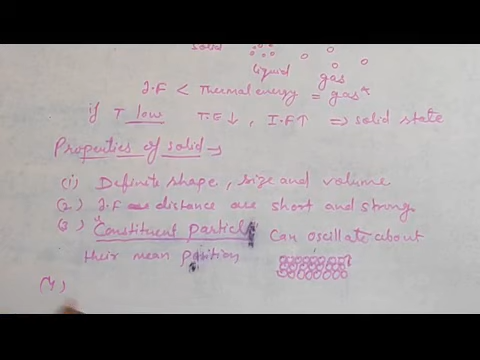 solid
liquid
gas
I.F < Thermal energy = gas
if T low T.E ↓, I.F ↑ ⇒ solid state
Properties of solid →
(1) Definite shape, size and volume
(2) I.F distance are short and strong
(3) "Constituent particle" can oscillate about
their mean position
(4)